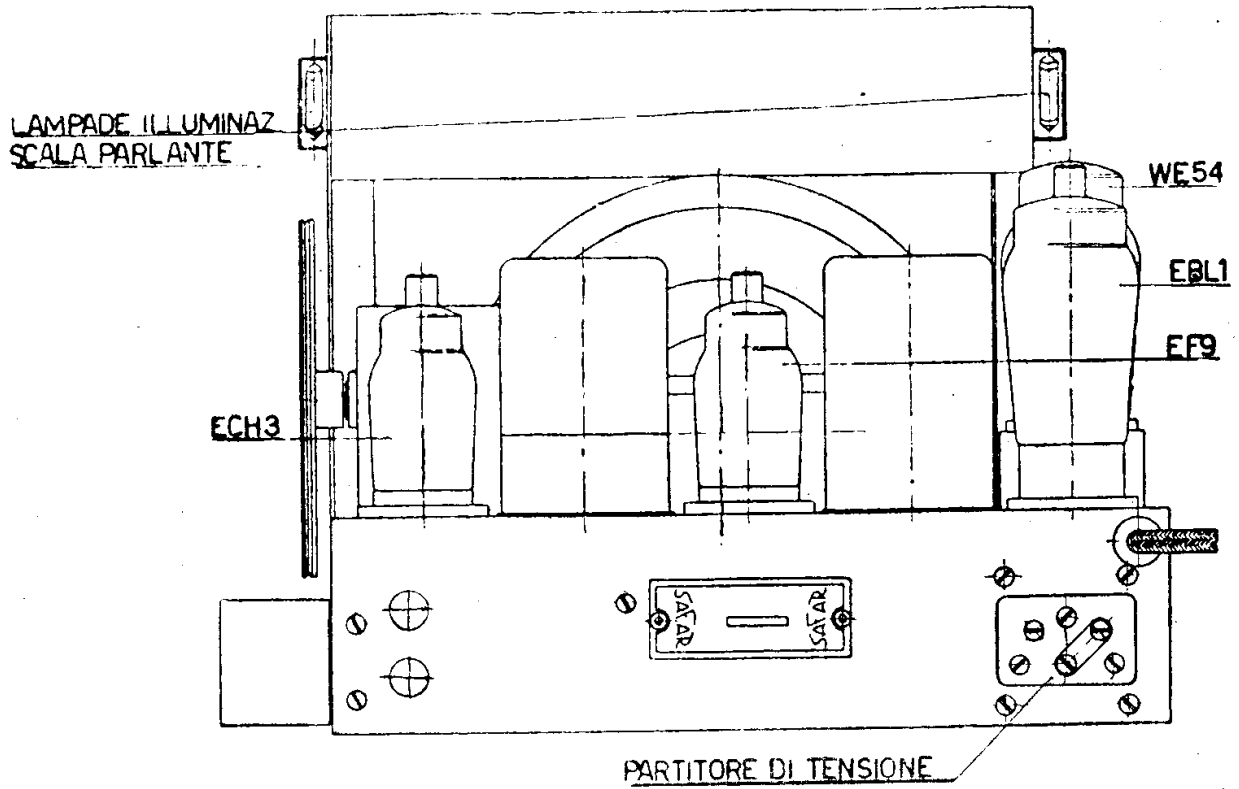 LAMPADE ILLUMINAZ
SCALA PARLANTE
WE54
EBL1
EF9
ECH3
SAFAR
SAFAR
PARTITORE DI TENSIONE